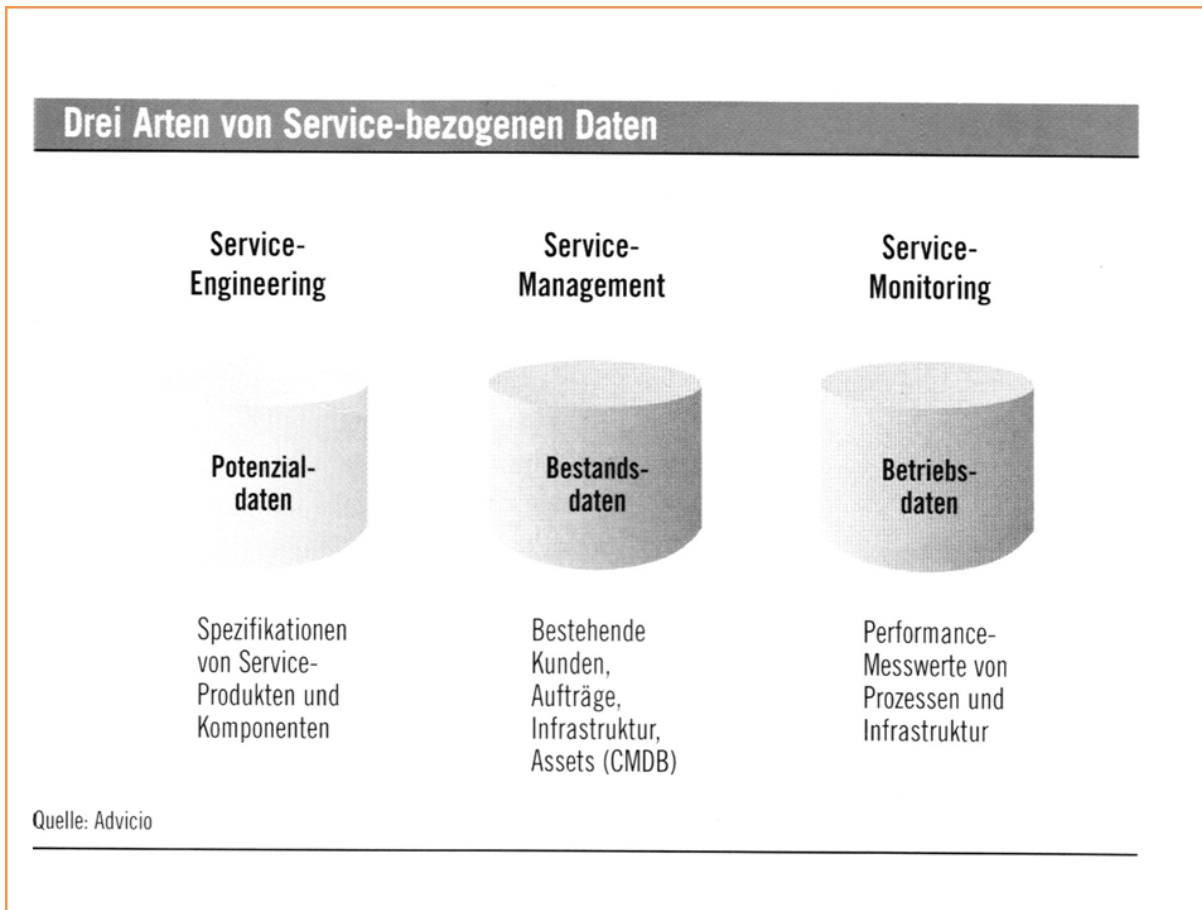 Drei Arten von Service-bezogenen Daten
Service-
Engineering
Service-
Management
Service-
Monitoring
Potenzial-
daten
Bestands-
daten
Betriebs-
daten
Spezifikationen
von Service-
Produkten und
Komponenten
Bestehende
Kunden,
Aufträge,
Infrastruktur,
Assets (CMDB)
Performance-
Messwerte von
Prozessen und
Infrastruktur
Quelle: Advicio